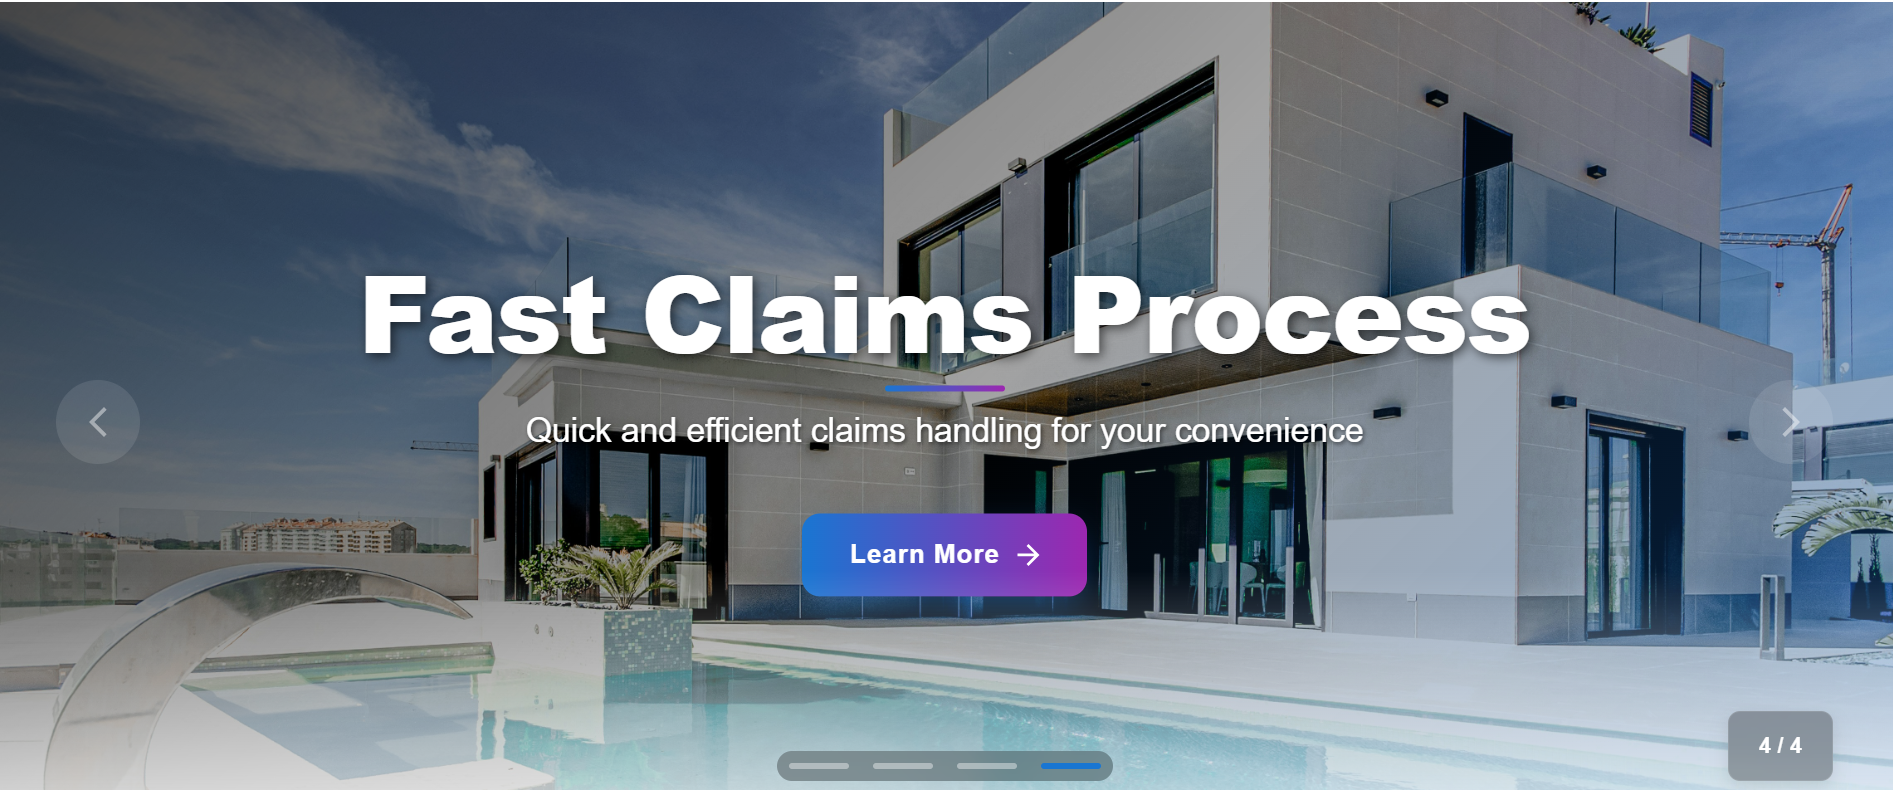 Fast Claims Process
Quick and efficient claims handling for your convenience
Learn More →
4 / 4